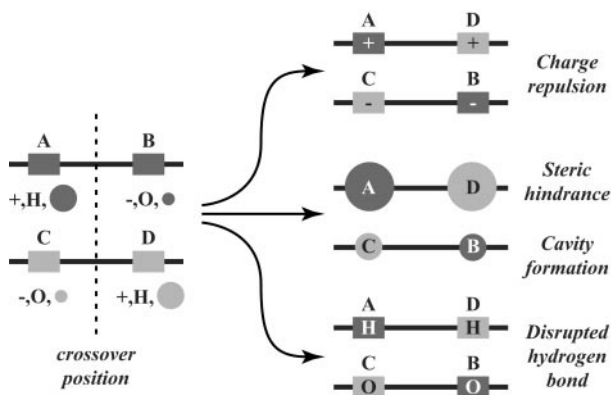 A B
+,H, -,O,
C D
-,O, +,H,
crossover
position
A D
+ +
C B
- -
Charge
repulsion
A D
Steric
hindrance
C B
Cavity
formation
A D
H H
C B
O O
Disrupted
hydrogen
bond